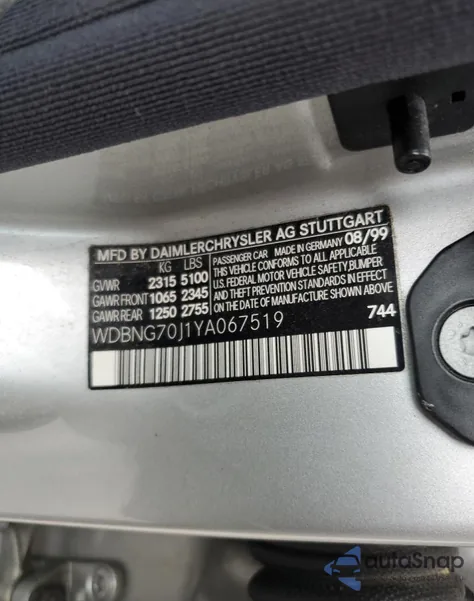 MFD BY DAIMLERCHRYSLER AG STUTTGART
KG LBS PASSENGER CAR MADE IN GERMANY 08/99
GVWR 2315 5100 THIS VEHICLE CONFORMS TO ALL APPLICABLE
GAWR FRONT 1065 2345 U.S. FEDERAL MOTOR VEHICLE SAFETY, BUMPER
GAWR REAR 1250 2755 AND THEFT PREVENTION STANDARDS IN EFFECT
ON THE DATE OF MANUFACTURE SHOWN ABOVE
WDBNG70J1YA067519 744
autoSnap